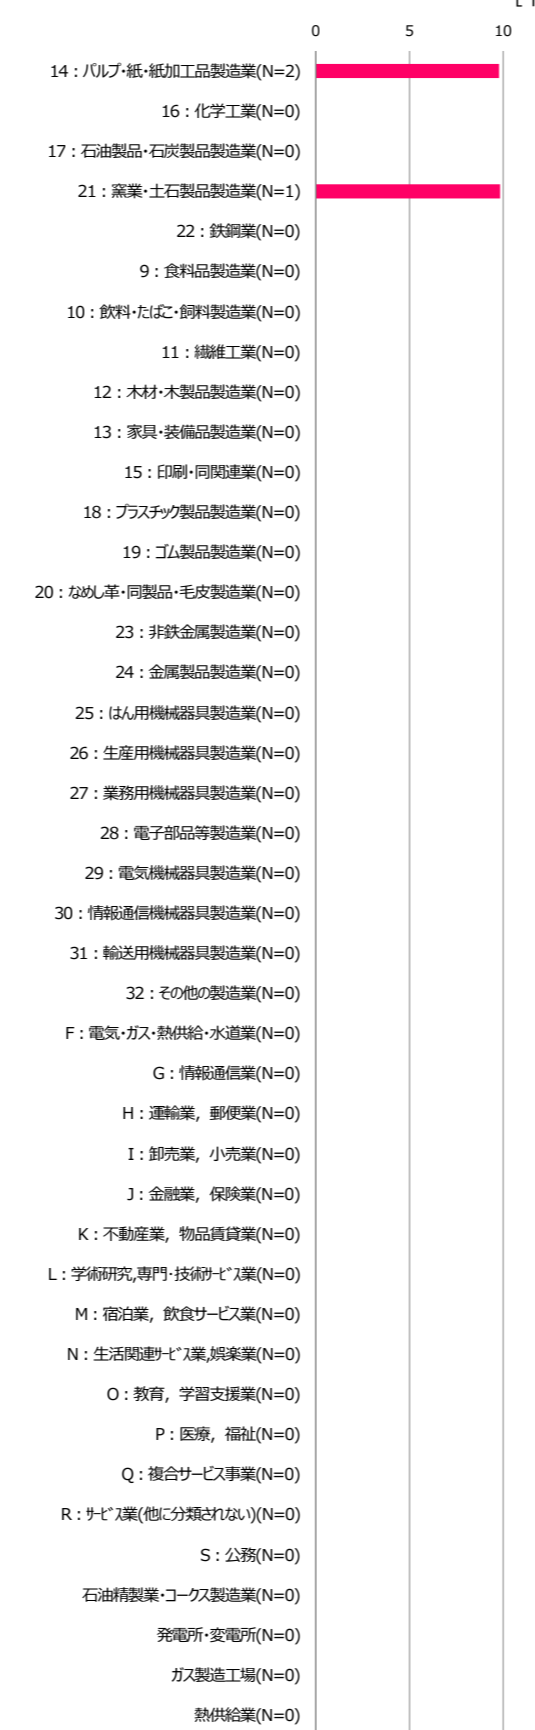 0 5 10
14：パルプ・紙・紙加工品製造業(N=2)
16：化学工業(N=0)
17：石油製品・石炭製品製造業(N=0)
21：窯業・土石製品製造業(N=1)
22：鉄鋼業(N=0)
9：食料品製造業(N=0)
10：飲料・たばこ・飼料製造業(N=0)
11：繊維工業(N=0)
12：木材・木製品製造業(N=0)
13：家具・装備品製造業(N=0)
15：印刷・同関連業(N=0)
18：プラスチック製品製造業(N=0)
19：ゴム製品製造業(N=0)
20：なめし革・同製品・毛皮製造業(N=0)
23：非鉄金属製造業(N=0)
24：金属製品製造業(N=0)
25：はん用機械器具製造業(N=0)
26：生産用機械器具製造業(N=0)
27：業務用機械器具製造業(N=0)
28：電子部品等製造業(N=0)
29：電気機械器具製造業(N=0)
30：情報通信機械器具製造業(N=0)
31：輸送用機械器具製造業(N=0)
32：その他の製造業(N=0)
F：電気・ガス・熱供給・水道業(N=0)
G：情報通信業(N=0)
H：運輸業，郵便業(N=0)
I：卸売業，小売業(N=0)
J：金融業，保険業(N=0)
K：不動産業，物品賃貸業(N=0)
L：学術研究,専門・技術ｻｰﾋﾞｽ業(N=0)
M：宿泊業，飲食サービス業(N=0)
N：生活関連ｻｰﾋﾞｽ業,娯楽業(N=0)
O：教育，学習支援業(N=0)
P：医療，福祉(N=0)
Q：複合サービス事業(N=0)
R：ｻｰﾋﾞｽ業(他に分類されない)(N=0)
S：公務(N=0)
石油精製業・コークス製造業(N=0)
発電所・変電所(N=0)
ガス製造工場(N=0)
熱供給業(N=0)